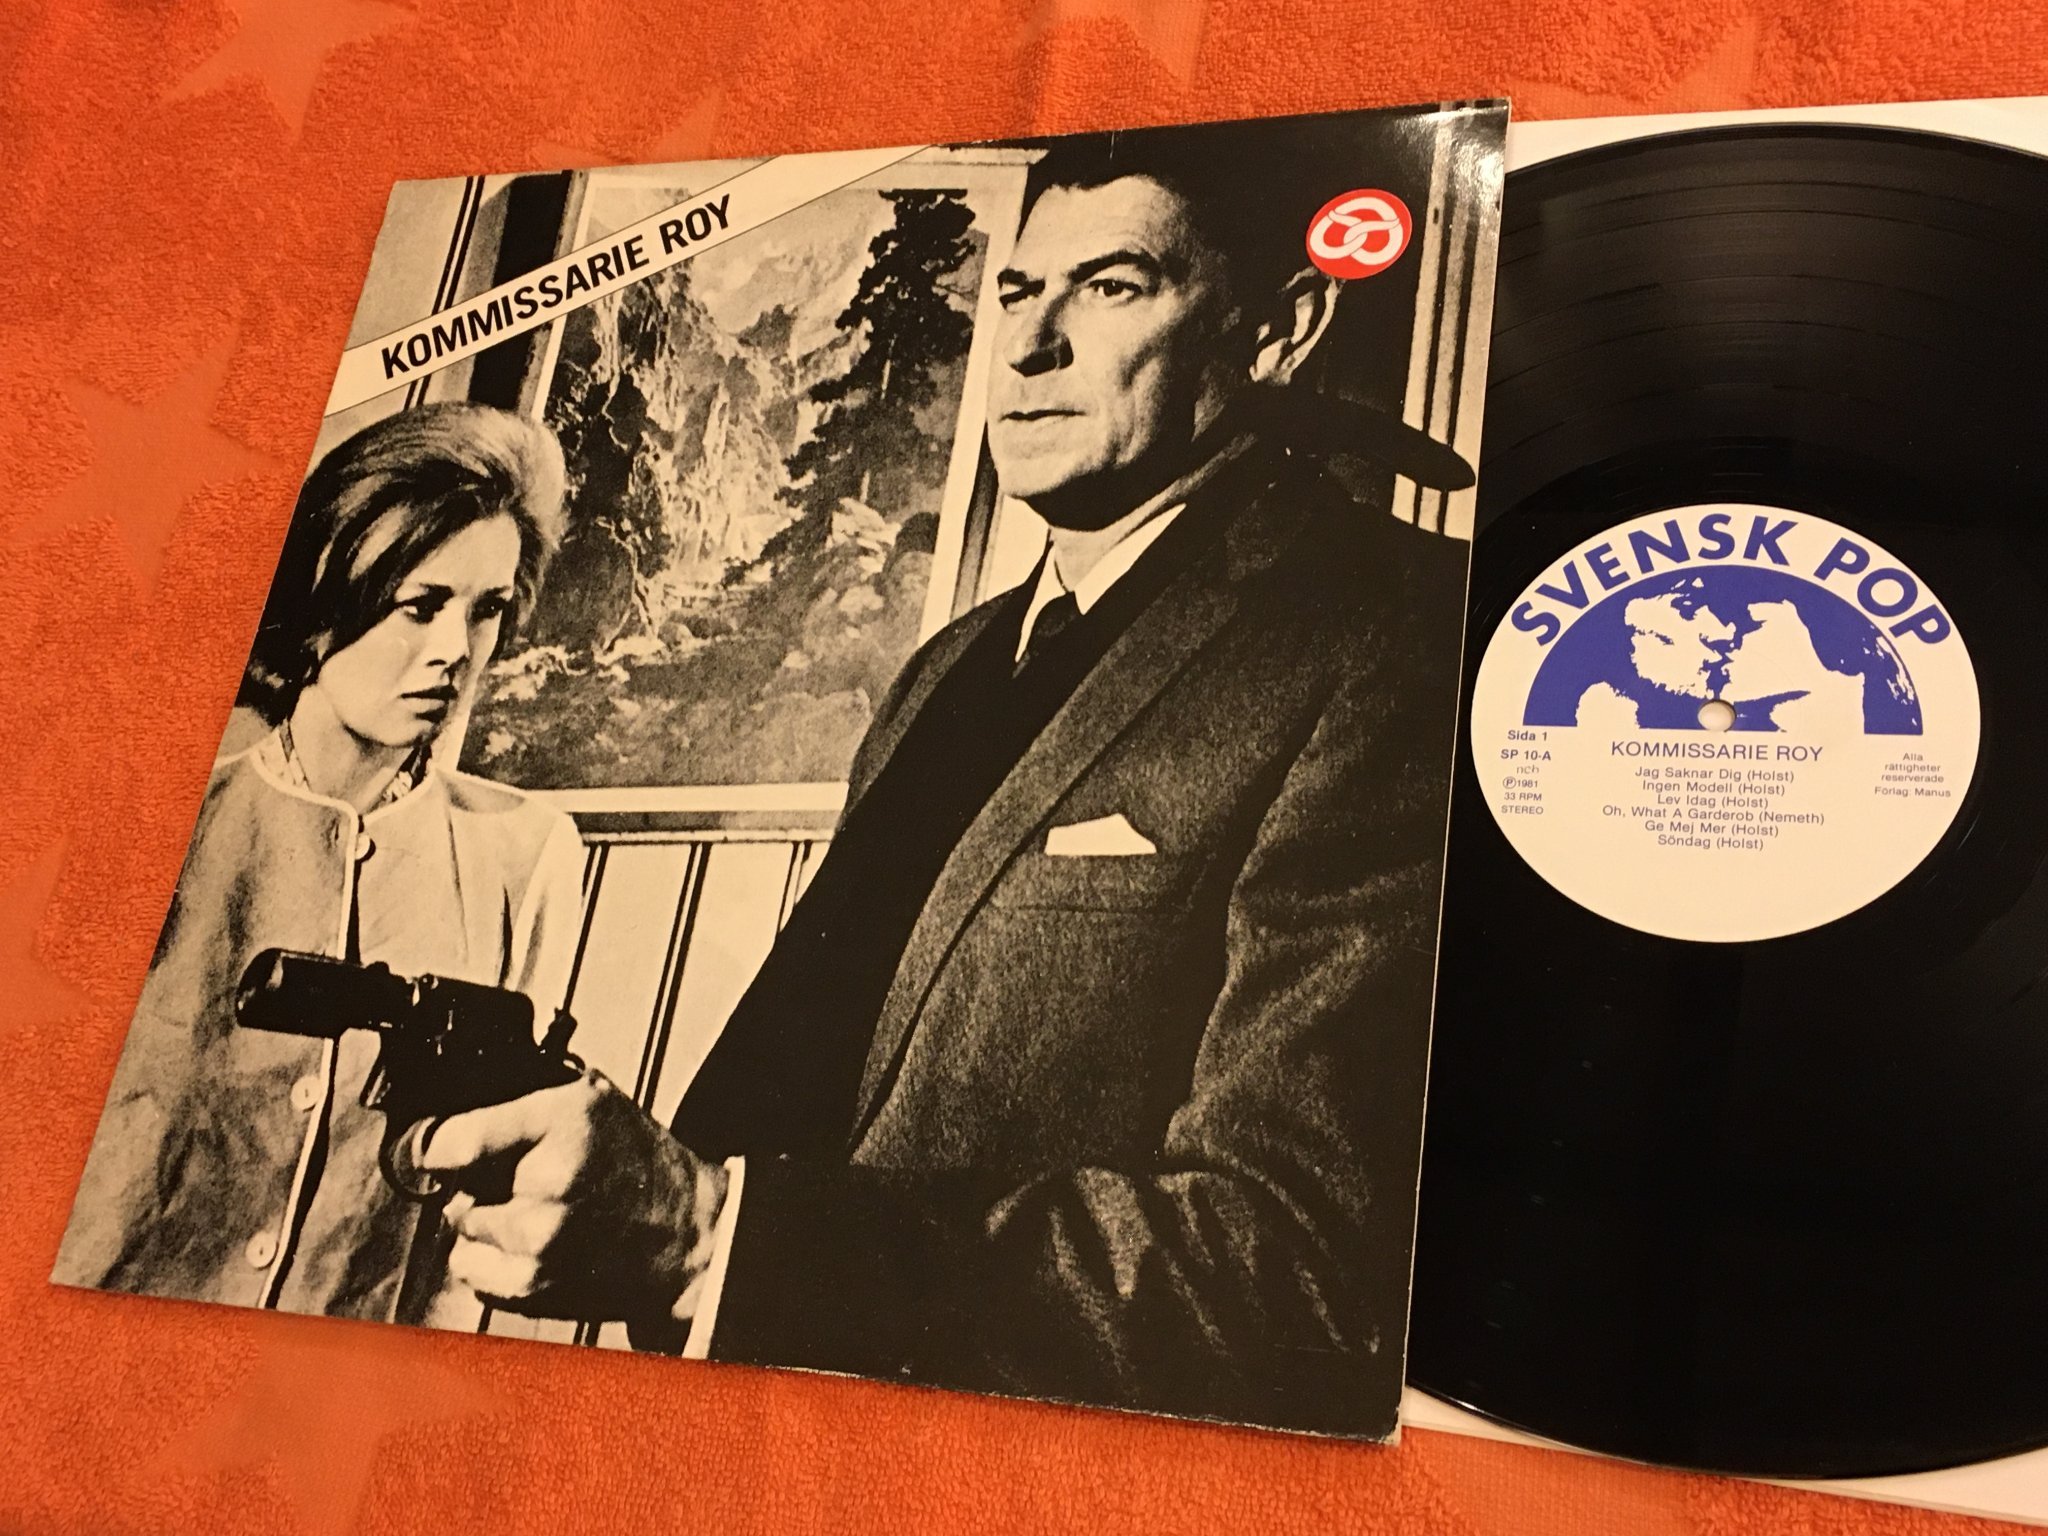 KOMMISSARIE ROY
SVENSK POP
Sida 1
SP 10-A
ncb
Ⓟ1981
33 RPM
STEREO
KOMMISSARIE ROY
Jag Saknar Dig (Holst)
Ingen Modell (Holst)
Lev Idag (Holst)
Oh, What A Garderob (Nemeth)
Ge Mej Mer (Holst)
Söndag (Holst)
Alla
rättigheter
reserverade
Förlag: Manus